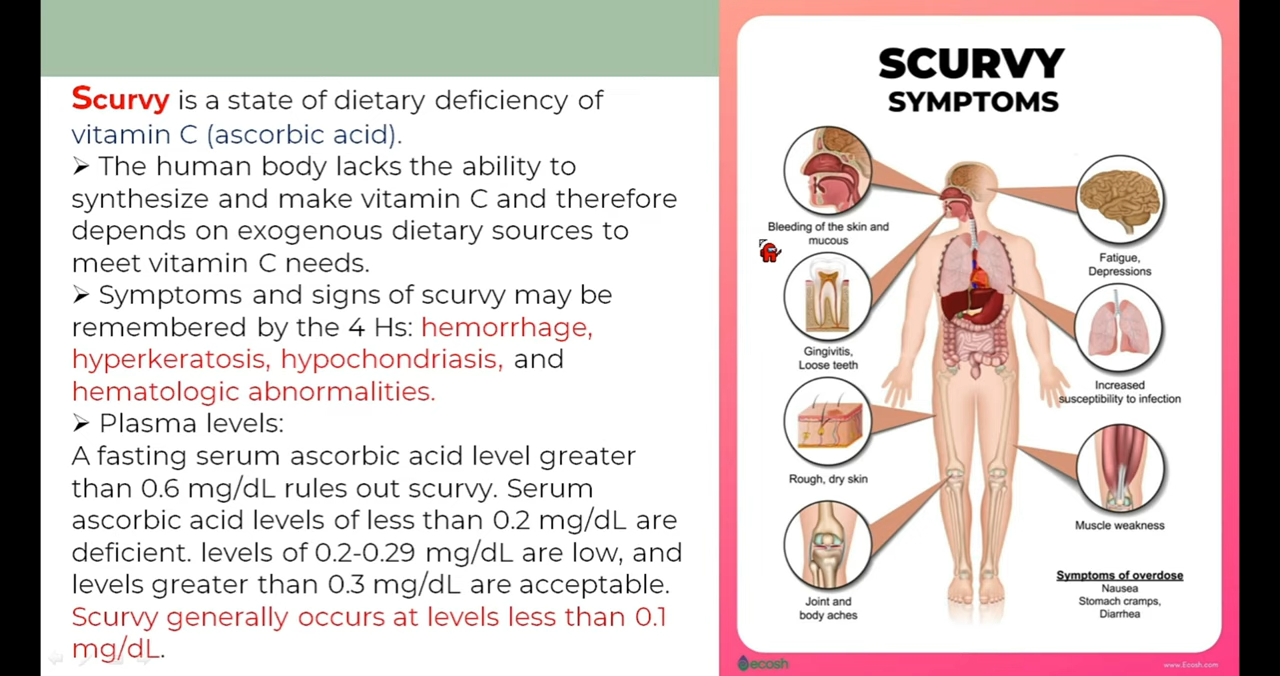 Scurvy is a state of dietary deficiency of
vitamin C (ascorbic acid).
➢ The human body lacks the ability to
synthesize and make vitamin C and therefore
depends on exogenous dietary sources to
meet vitamin C needs.
➢ Symptoms and signs of scurvy may be
remembered by the 4 Hs: hemorrhage,
hyperkeratosis, hypochondriasis, and
hematologic abnormalities.
➢ Plasma levels:
A fasting serum ascorbic acid level greater
than 0.6 mg/dL rules out scurvy. Serum
ascorbic acid levels of less than 0.2 mg/dL are
deficient. levels of 0.2-0.29 mg/dL are low, and
levels greater than 0.3 mg/dL are acceptable.
Scurvy generally occurs at levels less than 0.1
mg/dL.
SCURVY
SYMPTOMS
Bleeding of the skin and
mucous
Gingivitis,
Loose teeth
Rough, dry skin
Joint and
body aches
Fatigue,
Depressions
Increased
susceptibility to infection
Muscle weakness
Symptoms of overdose
Nausea
Stomach cramps,
Diarrhea
ecosh
www.Ecosh.com